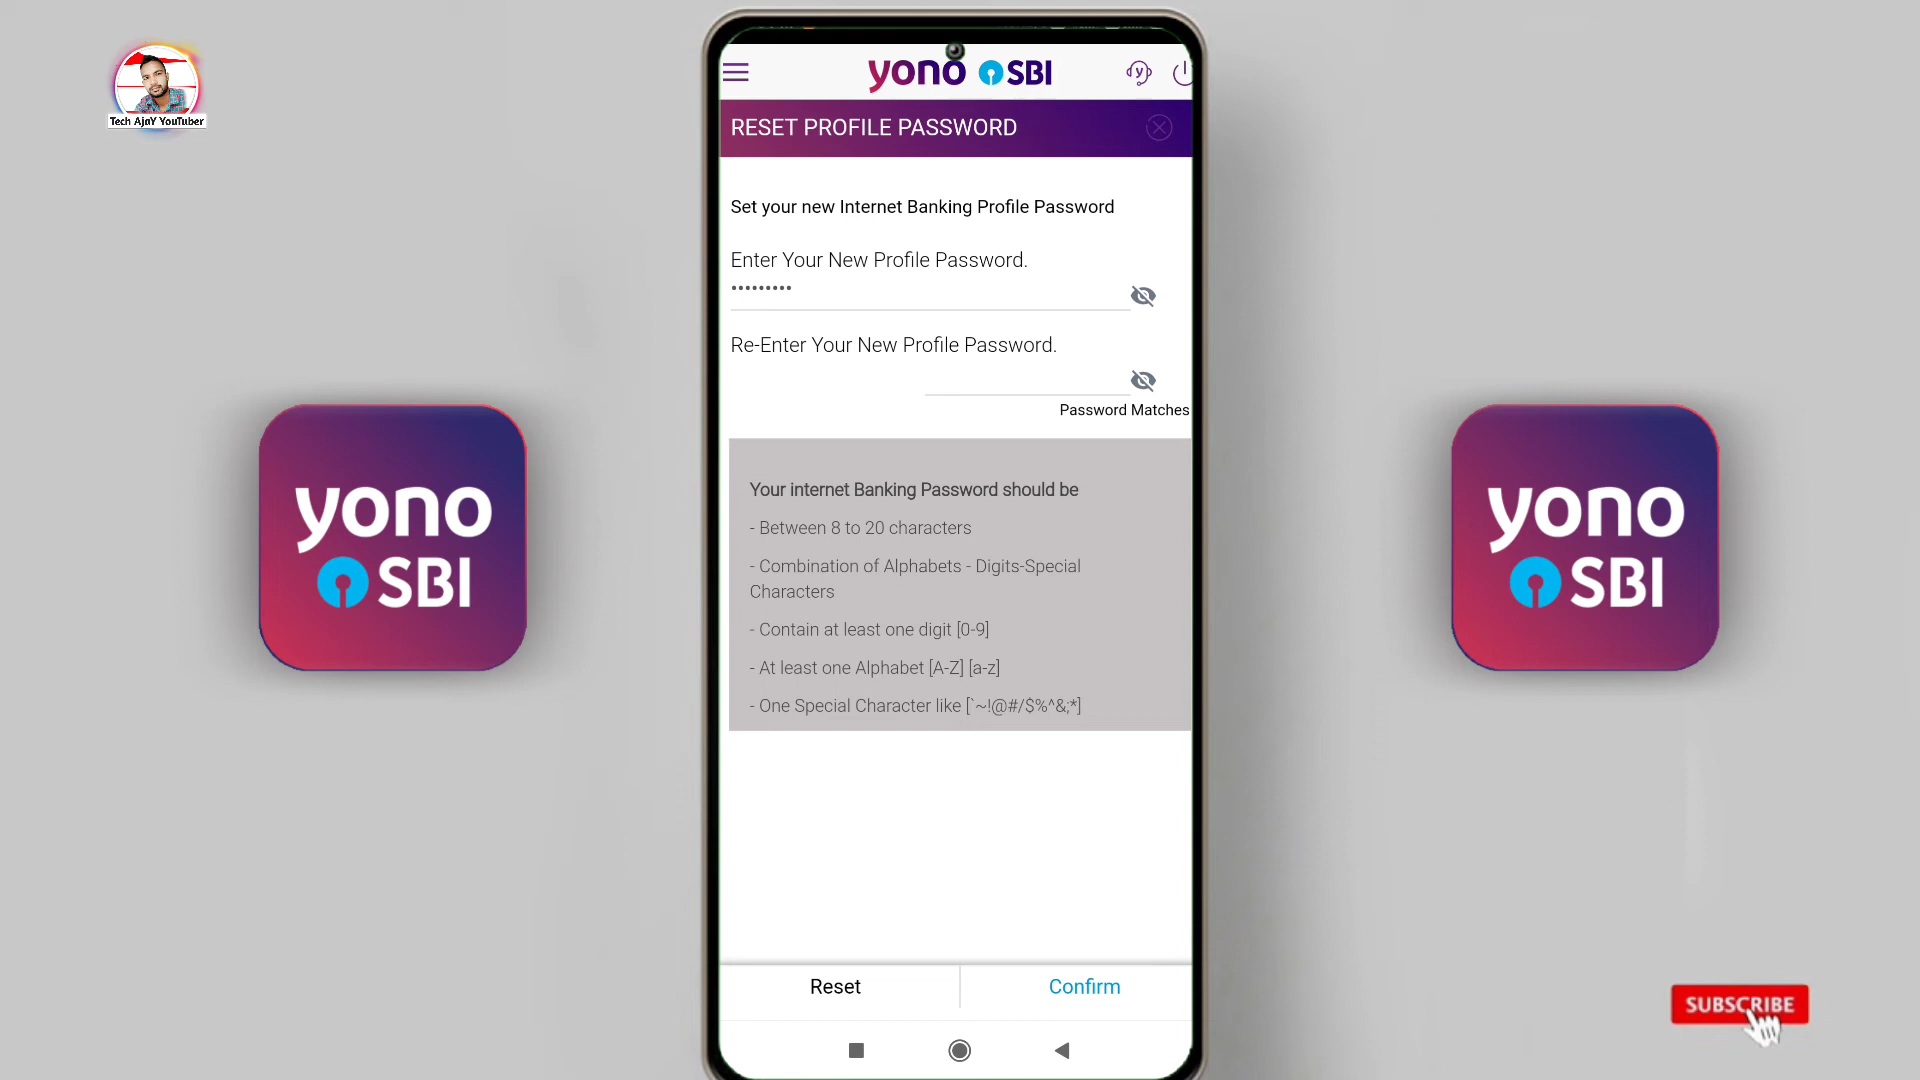 Tech AjaY YouTuber
yono SBI
y
RESET PROFILE PASSWORD
Set your new Internet Banking Profile Password
Enter Your New Profile Password.
•••••••••
Re-Enter Your New Profile Password.
Password Matches
Your internet Banking Password should be
- Between 8 to 20 characters
- Combination of Alphabets - Digits-Special
Characters
- Contain at least one digit [0-9]
- At least one Alphabet [A-Z] [a-z]
- One Special Character like [`~!@#/$%^&;*]
Reset
Confirm
yono
SBI
yono
SBI
SUBSCRIBE